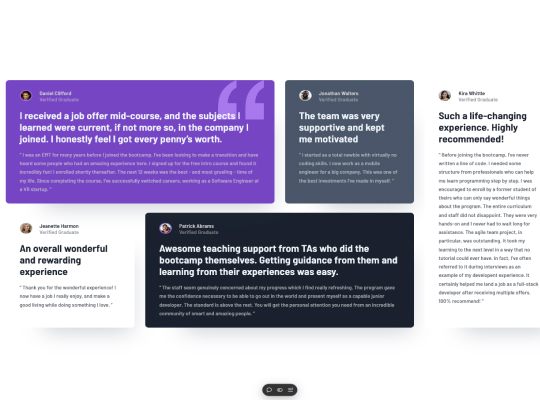 Daniel Clifford
Verified Graduate
I received a job offer mid-course, and the subjects I
learned were current, if not more so, in the company I
joined. I honestly feel I got every penny's worth.
" I was an EMT for many years before I joined the bootcamp. I've been looking to make a transition and have
heard some people who had an amazing experience here. I signed up for the free intro course and found it
incredibly fun! I enrolled shortly thereafter. The next 12 weeks was the best - and most grueling - time of
my life. Since completing the course, I've successfully switched careers, working as a Software Engineer at
a VR startup. "
Jonathan Walters
Verified Graduate
The team was very
supportive and kept
me motivated
" I started as a total newbie with virtually no
coding skills. I now work as a mobile
engineer for a big company. This was one of
the best investments I've made in myself. "
Kira Whittle
Verified Graduate
Such a life-changing
experience. Highly
recommended!
" Before joining the bootcamp, I've never
written a line of code. I needed some
structure from professionals who can help
me learn programming step by step. I was
encouraged to enroll by a former student of
theirs who can only say wonderful things
about the program. The entire curriculum
and staff did not disappoint. They were very
hands-on and I never had to wait long for
assistance. The agile team project, in
particular, was outstanding. It took my
learning to the next level in a way that no
tutorial could ever have. In fact, I've often
referred to it during interviews as an
example of my development experience. It
certainly helped me land a job as a full-stack
developer after receiving multiple offers.
100% recommend! "
Jeanette Harmon
Verified Graduate
An overall wonderful
and rewarding
experience
" Thank you for the wonderful experience! I
now have a job I really enjoy, and make a
good living while doing something I love. "
Patrick Abrams
Verified Graduate
Awesome teaching support from TAs who did the
bootcamp themselves. Getting guidance from them and
learning from their experiences was easy.
" The staff seem genuinely concerned about my progress which I find really refreshing. The program gave
me the confidence necessary to be able to go out in the world and present myself as a capable junior
developer. The standard is above the rest. You will get the personal attention you need from an incredible
community of smart and amazing people. "